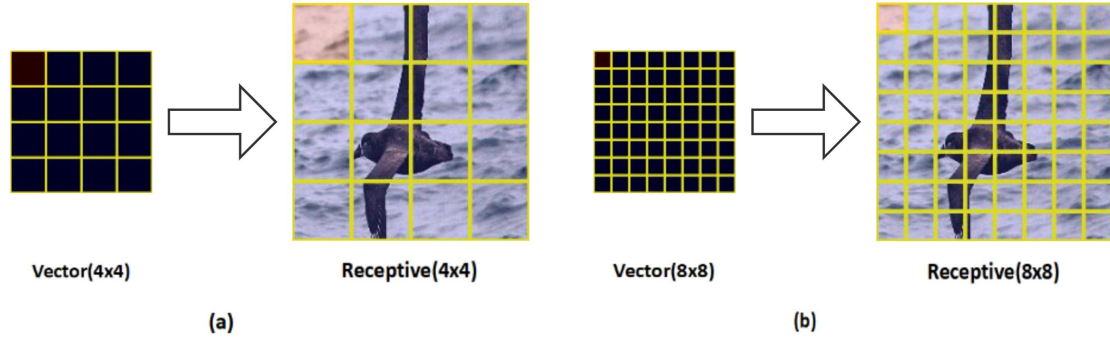 Vector(4x4)
Receptive(4x4)
Vector(8x8)
Receptive(8x8)
(a)
(b)